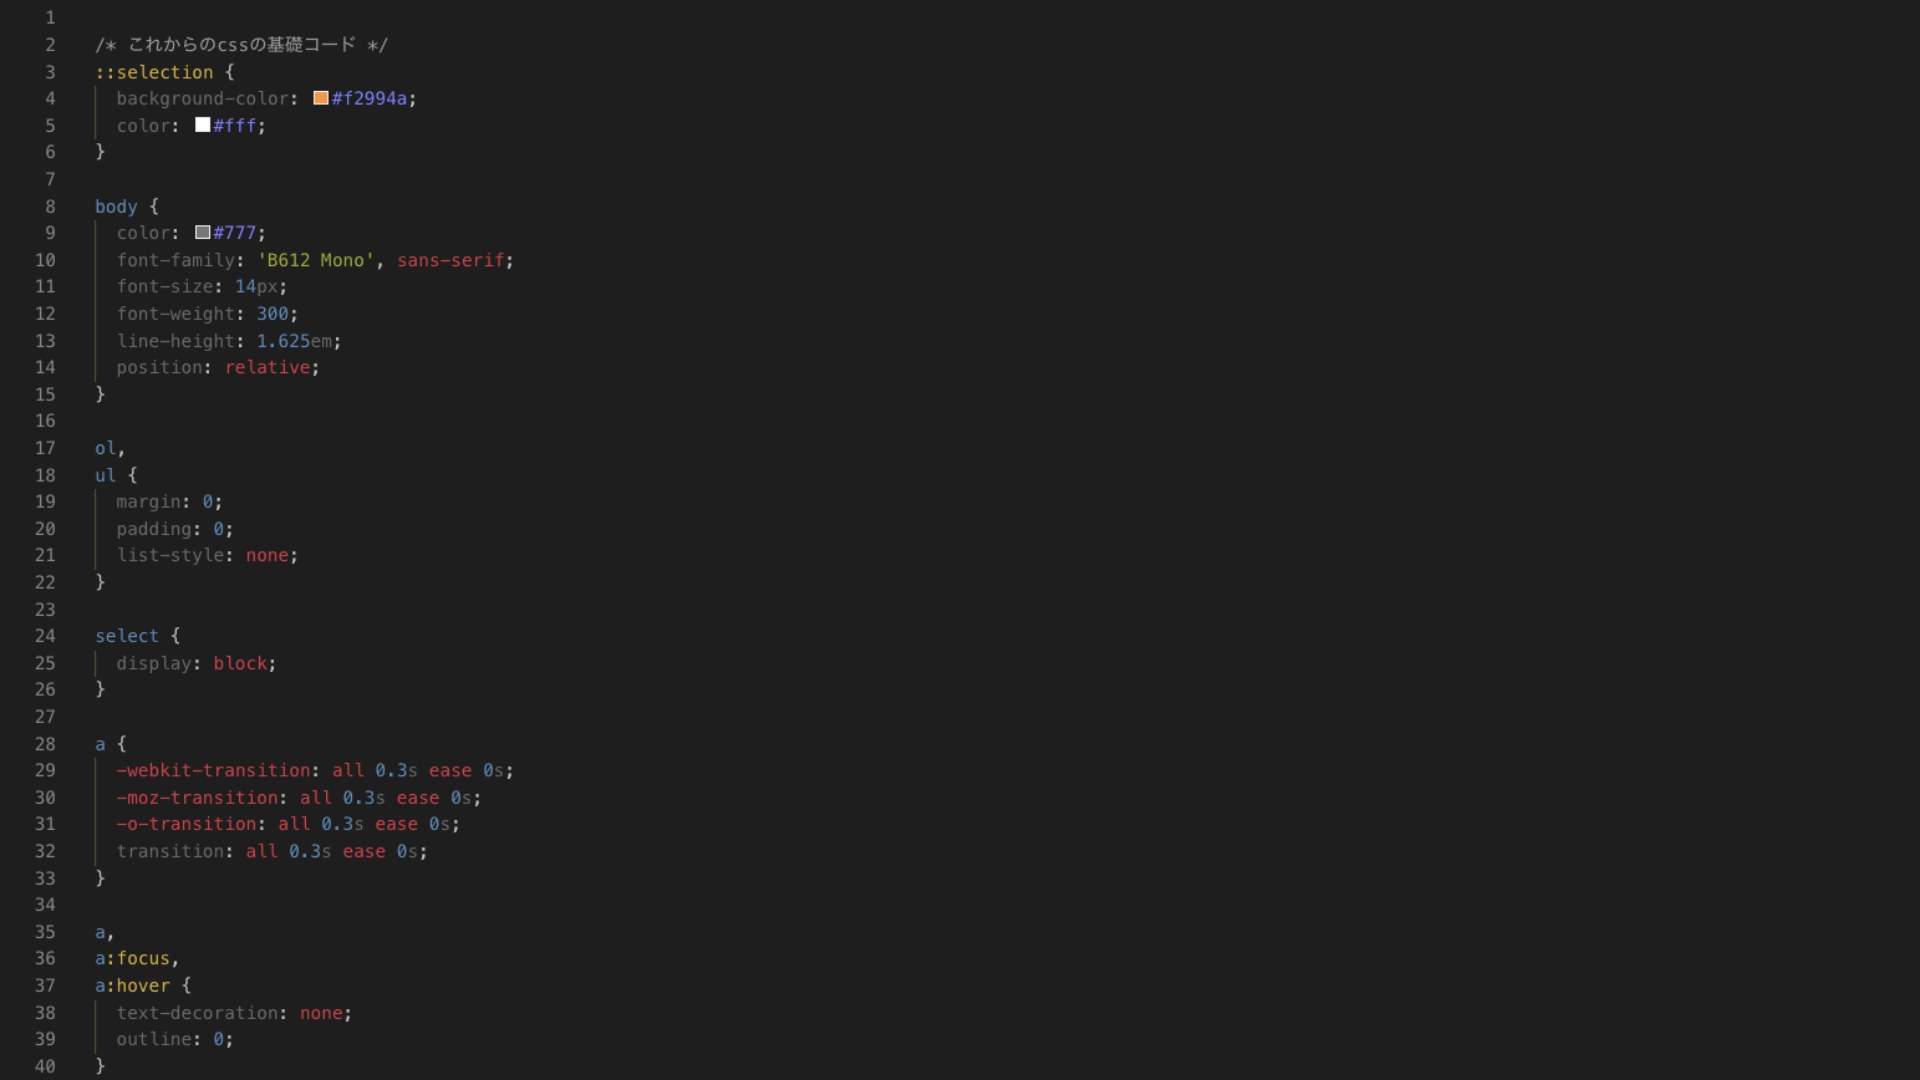 1
2 /* これからのcssの基礎コード */
3 ::selection {
4 background-color: #f2994a;
5 color: #fff;
6 }
7
8 body {
9 color: #777;
10 font-family: 'B612 Mono', sans-serif;
11 font-size: 14px;
12 font-weight: 300;
13 line-height: 1.625em;
14 position: relative;
15 }
16
17 ol,
18 ul {
19 margin: 0;
20 padding: 0;
21 list-style: none;
22 }
23
24 select {
25 display: block;
26 }
27
28 a {
29 -webkit-transition: all 0.3s ease 0s;
30 -moz-transition: all 0.3s ease 0s;
31 -o-transition: all 0.3s ease 0s;
32 transition: all 0.3s ease 0s;
33 }
34
35 a,
36 a:focus,
37 a:hover {
38 text-decoration: none;
39 outline: 0;
40 }